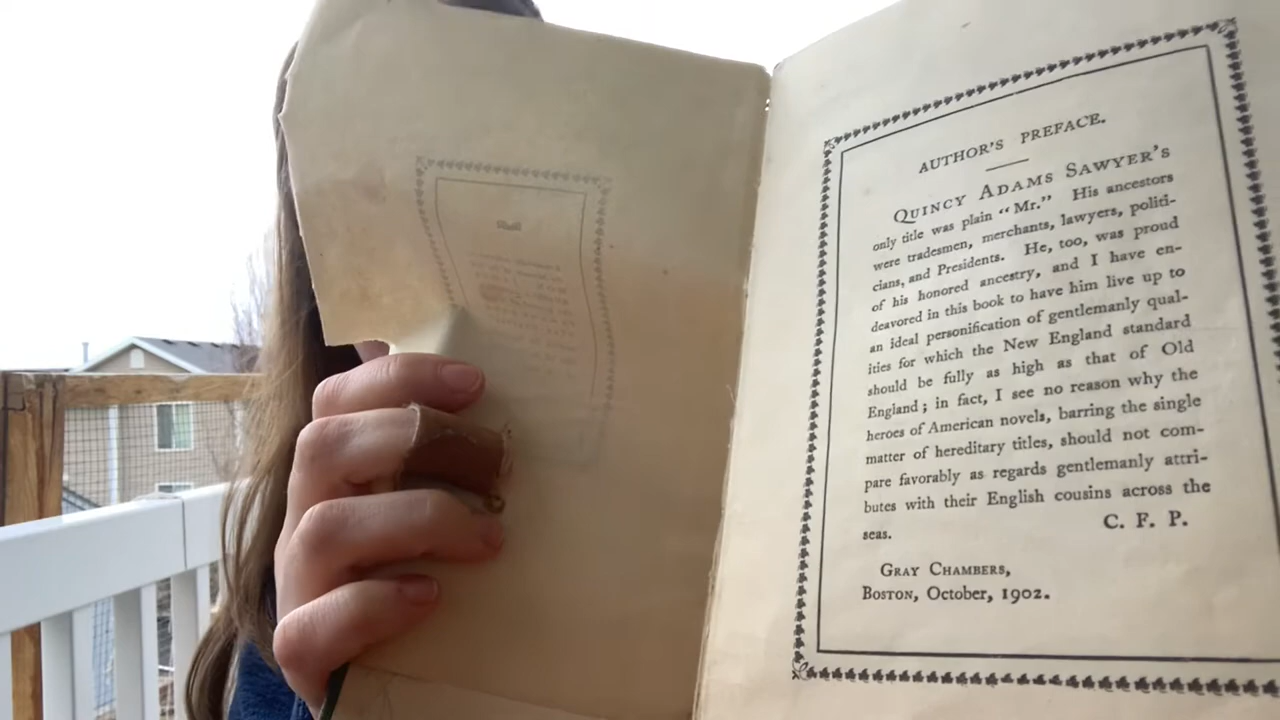 AUTHOR'S PREFACE.
QUINCY ADAMS SAWYER'S
only title was plain "Mr." His ancestors
were tradesmen, merchants, lawyers, politi-
cians, and Presidents. He, too, was proud
of his honored ancestry, and I have en-
deavored in this book to have him live up to
an ideal personification of gentlemanly qual-
ities for which the New England standard
should be fully as high as that of Old
England; in fact, I see no reason why the
heroes of American novels, barring the single
matter of hereditary titles, should not com-
pare favorably as regards gentlemanly attri-
butes with their English cousins across the
seas.
C. F. P.
GRAY CHAMBERS,
BOSTON, October, 1902.